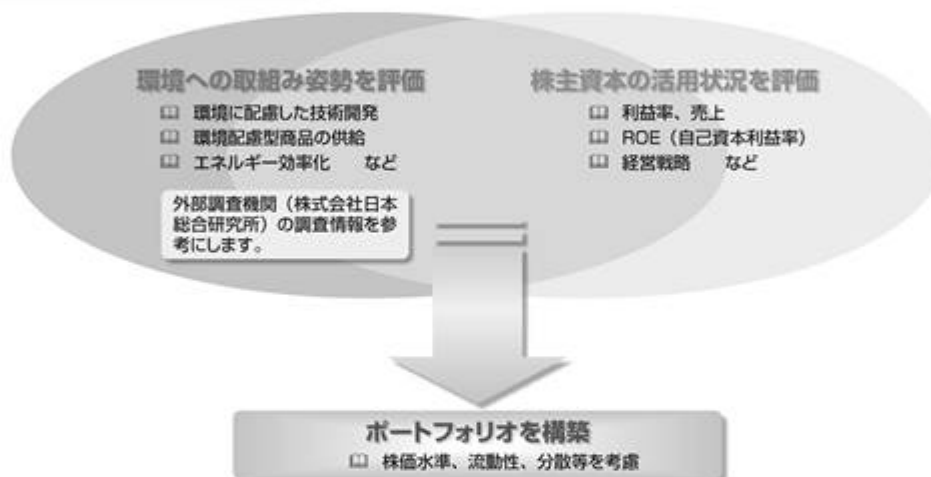 環境への取組み姿勢を評価
環境に配慮した技術開発
環境配慮型商品の供給
エネルギー効率化 など
外部調査機関（株式会社日本
総合研究所）の調査情報を参
考にします。
株主資本の活用状況を評価
利益率、売上
ROE（自己資本利益率）
経営戦略 など
ポートフォリオを構築
株価水準、流動性、分散等を考慮